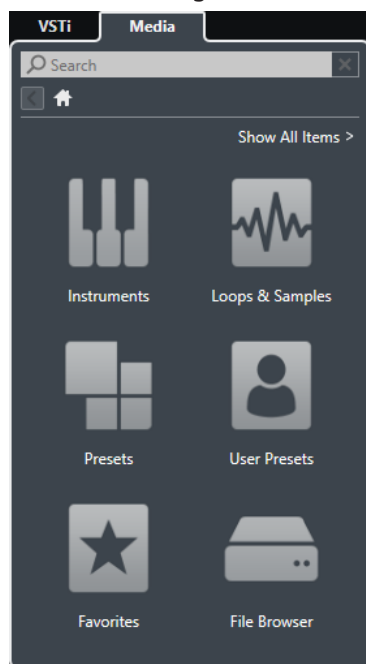 VSTi Media
Search
Show All Items >
Instruments Loops & Samples
Presets User Presets
Favorites File Browser